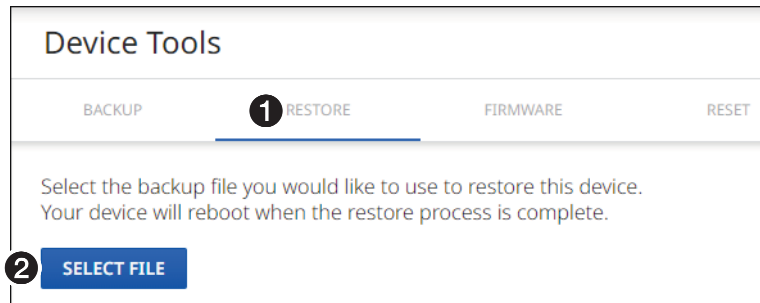 Device Tools
BACKUP 1 RESTORE FIRMWARE RESET
Select the backup file you would like to use to restore this device.
Your device will reboot when the restore process is complete.
2 SELECT FILE